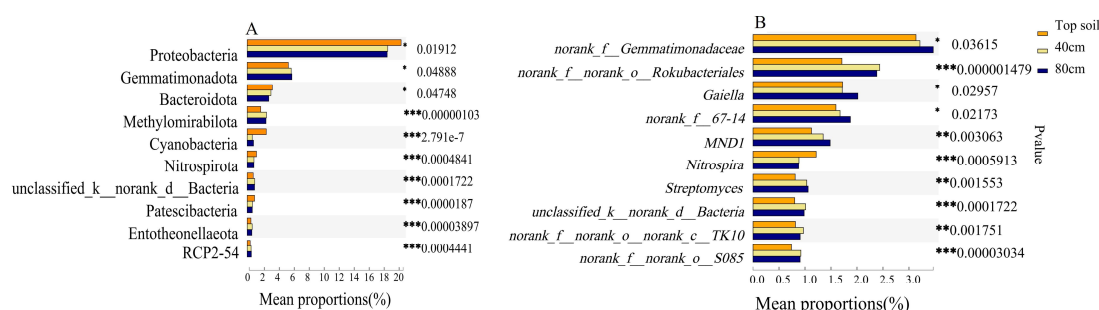 A
Proteobacteria
* 0.01912
Gemmatimonadota
* 0.04888
Bacteroidota
* 0.04748
Methylomirabilota
***0.00000103
Cyanobacteria
***2.791e-7
Nitrospirota
***0.0004841
unclassified_k__norank_d__Bacteria
***0.0001722
Patescibacteria
***0.0000187
Entotheonellaeota
***0.00003897
RCP2-54
***0.0004441
0 2 4 6 8 10 12 14 16 18 20
Mean proportions(%)
B
norank_f__Gemmatimonadaceae
* 0.03615
norank_f__norank_o__Rokubacteriales
***0.000001479
Gaiella
* 0.02957
norank_f__67-14
* 0.02173
MND1
**0.003063
Nitrospira
***0.0005913
Streptomyces
**0.001553
unclassified_k__norank_d__Bacteria
***0.0001722
norank_f__norank_o__norank_c__TK10
**0.001751
norank_f__norank_o__S085
***0.00003034
0.0 0.5 1.0 1.5 2.0 2.5 3.0
Mean proportions(%)
Top soil
40cm
80cm
Pvalue